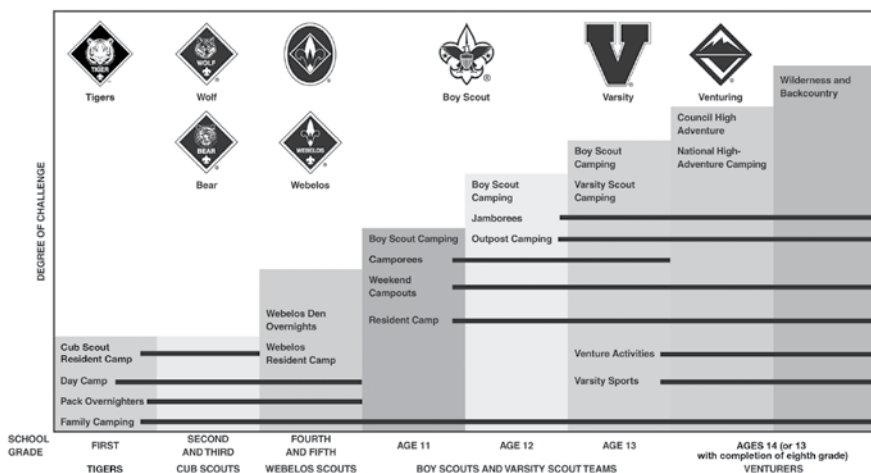 TIGER
WOLF
Tigers
Wolf
Boy Scout
Varsity
Venturing
Wilderness and
Backcountry
BEAR
WEBELOS
Bear
Webelos
Council High
Adventure
National High-
Adventure Camping
Boy Scout
Camping
Varsity Scout
Camping
Boy Scout
Camping
Jamborees
Outpost Camping
Boy Scout Camping
Camporees
Weekend
Campouts
Resident Camp
Webelos Den
Overnights
Webelos
Resident Camp
Cub Scout
Resident Camp
Day Camp
Pack Overnighters
Family Camping
Venture Activities
Varsity Sports
DEGREE OF CHALLENGE
SCHOOL
GRADE
FIRST
SECOND
AND THIRD
FOURTH
AND FIFTH
AGE 11
AGE 12
AGE 13
AGES 14 (or 13
with completion of eighth grade)
TIGERS
CUB SCOUTS
WEBELOS SCOUTS
BOY SCOUTS AND VARSITY SCOUT TEAMS
VENTURERS